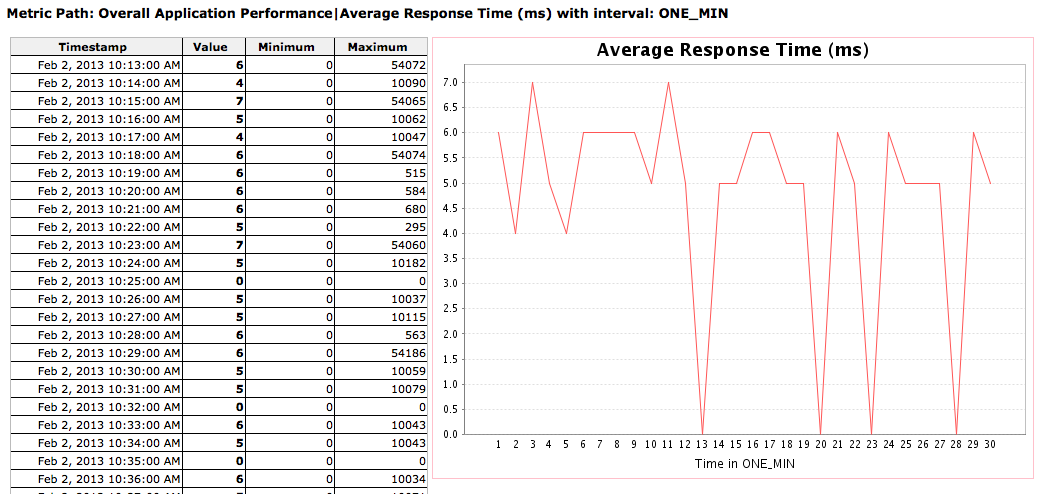 Metric Path: Overall Application Performance|Average Response Time (ms) with interval: ONE_MIN
Timestamp Value Minimum Maximum
Feb 2, 2013 10:13:00 AM 6 0 54072
Feb 2, 2013 10:14:00 AM 4 0 10090
Feb 2, 2013 10:15:00 AM 7 0 54065
Feb 2, 2013 10:16:00 AM 5 0 10062
Feb 2, 2013 10:17:00 AM 4 0 10047
Feb 2, 2013 10:18:00 AM 6 0 54074
Feb 2, 2013 10:19:00 AM 6 0 515
Feb 2, 2013 10:20:00 AM 6 0 584
Feb 2, 2013 10:21:00 AM 6 0 680
Feb 2, 2013 10:22:00 AM 5 0 295
Feb 2, 2013 10:23:00 AM 7 0 54060
Feb 2, 2013 10:24:00 AM 5 0 10182
Feb 2, 2013 10:25:00 AM 0 0 0
Feb 2, 2013 10:26:00 AM 5 0 10037
Feb 2, 2013 10:27:00 AM 5 0 10115
Feb 2, 2013 10:28:00 AM 6 0 563
Feb 2, 2013 10:29:00 AM 6 0 54186
Feb 2, 2013 10:30:00 AM 5 0 10059
Feb 2, 2013 10:31:00 AM 5 0 10079
Feb 2, 2013 10:32:00 AM 0 0 0
Feb 2, 2013 10:33:00 AM 6 0 10043
Feb 2, 2013 10:34:00 AM 5 0 10043
Feb 2, 2013 10:35:00 AM 0 0 0
Feb 2, 2013 10:36:00 AM 6 0 10034
Average Response Time (ms)
7.0
6.5
6.0
5.5
5.0
4.5
4.0
3.5
3.0
2.5
2.0
1.5
1.0
0.5
0.0
1 2 3 4 5 6 7 8 9 10 11 12 13 14 15 16 17 18 19 20 21 22 23 24 25 26 27 28 29 30
Time in ONE_MIN